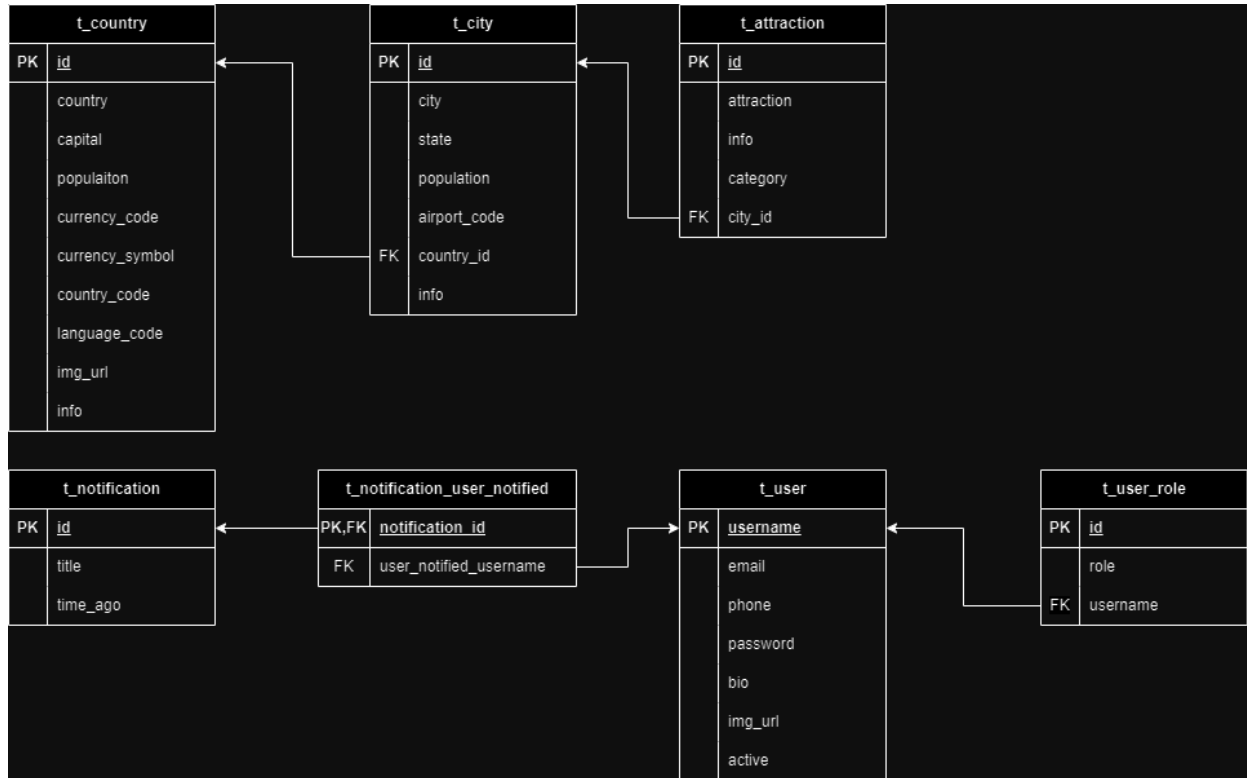 t_country
PK id
country
capital
populaiton
currency_code
currency_symbol
country_code
language_code
img_url
info
t_city
PK id
city
state
population
airport_code
FK country_id
info
t_attraction
PK id
attraction
info
category
FK city_id
t_notification
PK id
title
time_ago
t_notification_user_notified
PK,FK notification_id
FK user_notified_username
t_user
PK username
email
phone
password
bio
img_url
active
t_user_role
PK id
role
FK username